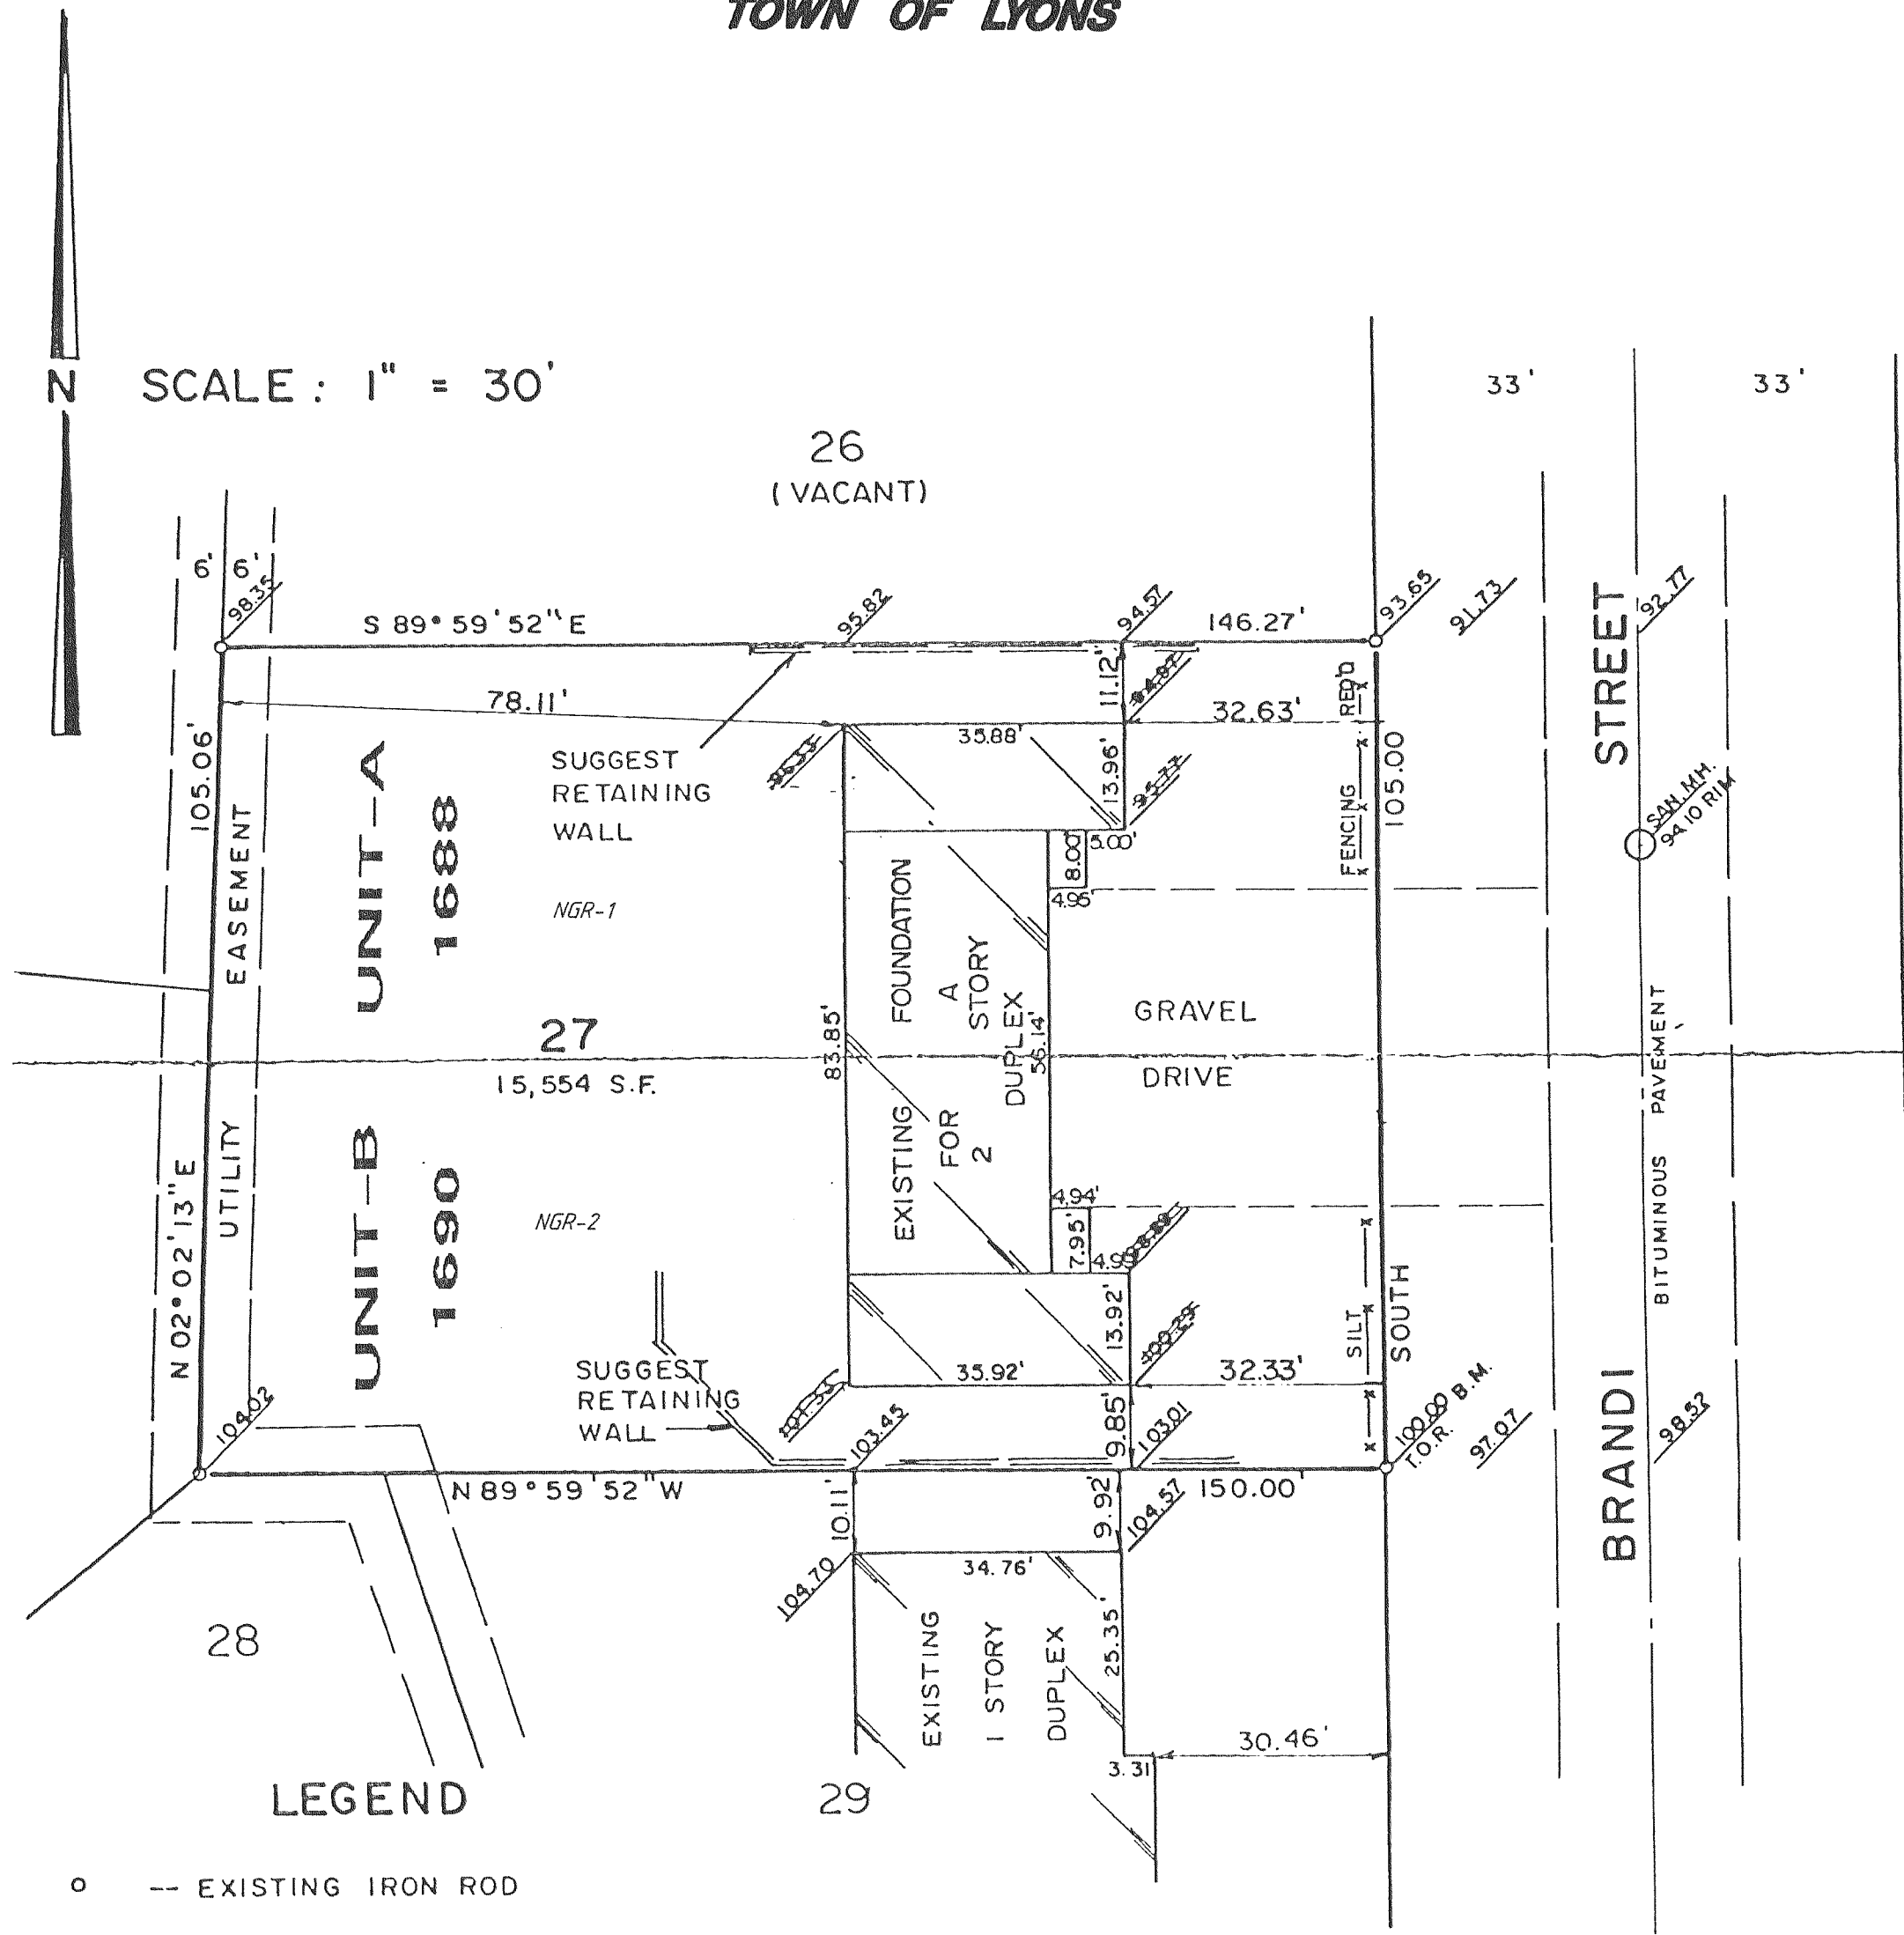 TOWN OF LYONS
N
SCALE : 1" = 30'
33'
33'
26
( VACANT)
6'
6'
98.35
S 89° 59' 52" E
95.82
94.57
146.27'
93.65
91.73
92.77
STREET
78.11'
11.12'
32.63'
REQ'D
105.06'
SUGGEST
RETAINING
WALL
35.88'
13.96'
95.77
FENCING
105.00
SAN. MH.
94.10 RIM
EASEMENT
UNIT-A
1688
8.00'
5.00'
4.95'
NGR-1
FOUNDATION
A
STORY
DUPLEX
GRAVEL
27
83.85'
56.14'
15,554 S.F.
DRIVE
BITUMINOUS PAVEMENT
UTILITY
N 02° 02' 13" E
UNIT-B
1690
NGR-2
EXISTING
FOR
2
4.94'
7.95'
13.92'
SILT
SOUTH
SUGGEST
RETAINING
WALL
35.92'
32.33'
104.02
103.45
9.85'
103.01
100.00 B.M.
T.O.R.
97.07
98.52
BRANDI
N 89° 59' 52" W
150.00'
10.11'
9.92'
104.57
104.70
34.76'
28
EXISTING
1 STORY
DUPLEX
25.35'
30.46'
3.31
29
LEGEND
o -- EXISTING IRON ROD